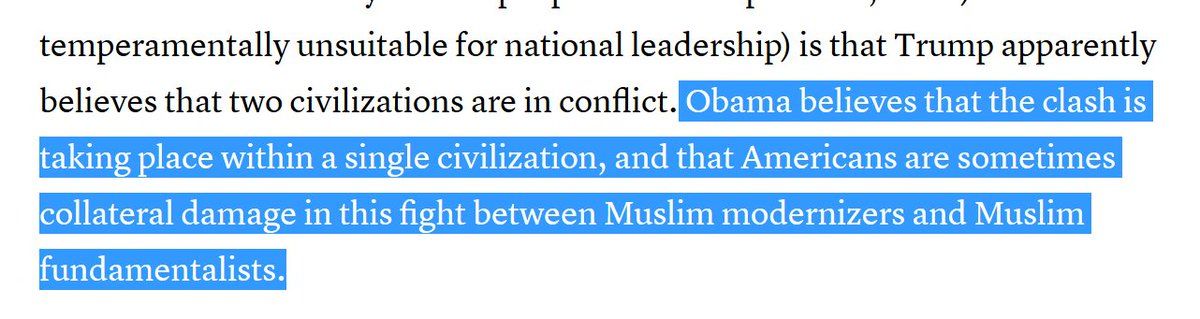 temperamentally unsuitable for national leadership) is that Trump apparently
believes that two civilizations are in conflict. Obama believes that the clash is
taking place within a single civilization, and that Americans are sometimes
collateral damage in this fight between Muslim modernizers and Muslim
fundamentalists.